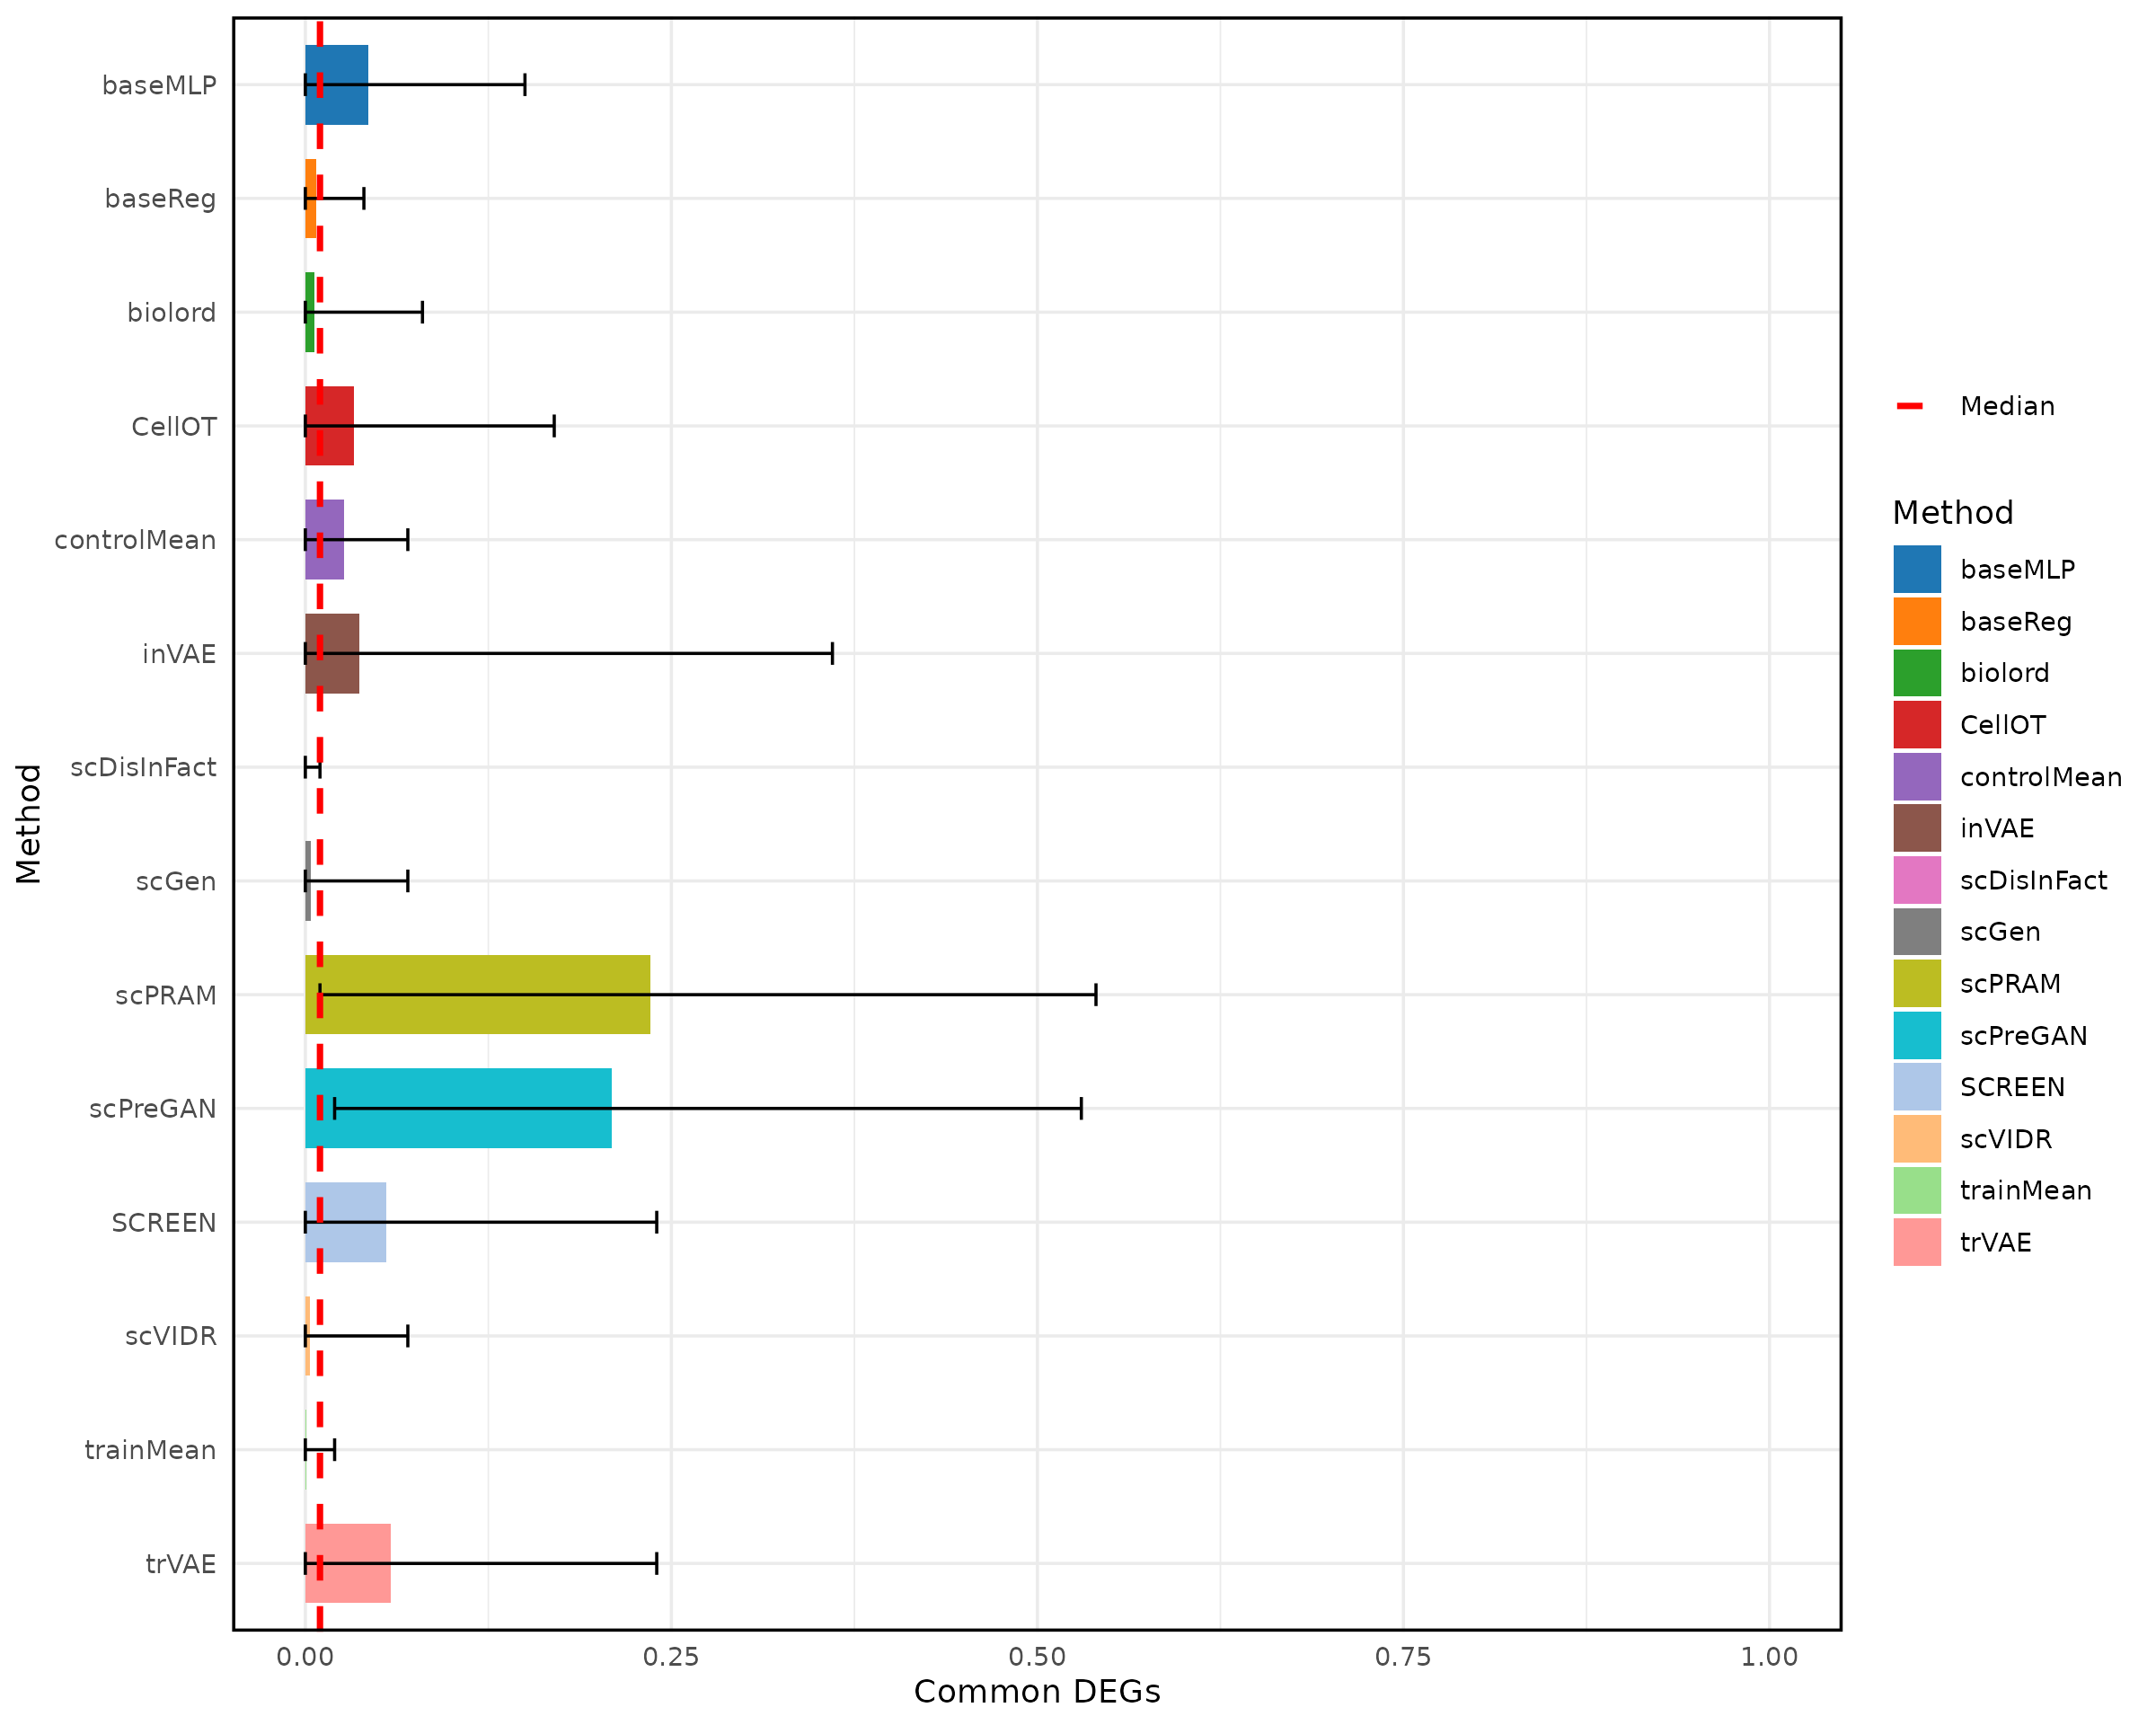 baseMLP
baseReg
biolord
CellOT
controlMean
inVAE
scDisInFact
scGen
scPRAM
scPreGAN
SCREEN
scVIDR
trainMean
trVAE
Method
0.00 0.25 0.50 0.75 1.00
Common DEGs
Median
Method
baseMLP
baseReg
biolord
CellOT
controlMean
inVAE
scDisInFact
scGen
scPRAM
scPreGAN
SCREEN
scVIDR
trainMean
trVAE